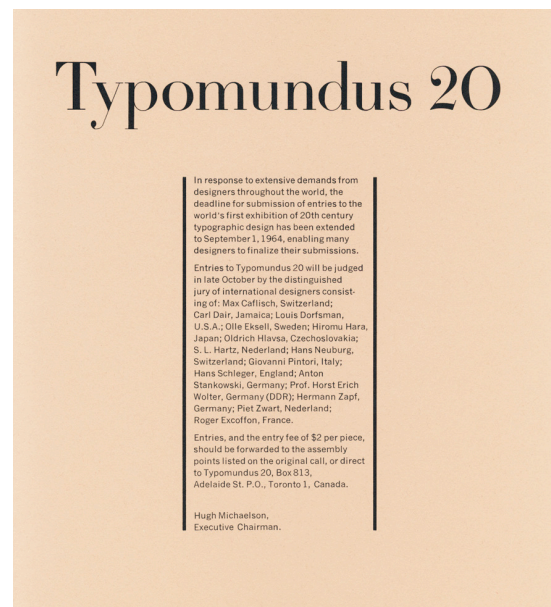 Typomundus 20
In response to extensive demands from
designers throughout the world, the
deadline for submission of entries to the
world's first exhibition of 20th century
typographic design has been extended
to September 1, 1964, enabling many
designers to finalize their submissions.
Entries to Typomundus 20 will be judged
in late October by the distinguished
jury of international designers consist-
ing of: Max Caflisch, Switzerland;
Carl Dair, Jamaica; Louis Dorfsman,
U.S.A.; Olle Eksell, Sweden; Hiromu Hara,
Japan; Oldrich Hlavsa, Czechoslovakia;
S. L. Hartz, Nederland; Hans Neuburg,
Switzerland; Giovanni Pintori, Italy;
Hans Schleger, England; Anton
Stankowski, Germany; Prof. Horst Erich
Wolter, Germany (DDR); Hermann Zapf,
Germany; Piet Zwart, Nederland;
Roger Excoffon, France.
Entries, and the entry fee of $2 per piece,
should be forwarded to the assembly
points listed on the original call, or direct
to Typomundus 20, Box 813,
Adelaide St. P.O., Toronto 1, Canada.
Hugh Michaelson,
Executive Chairman.